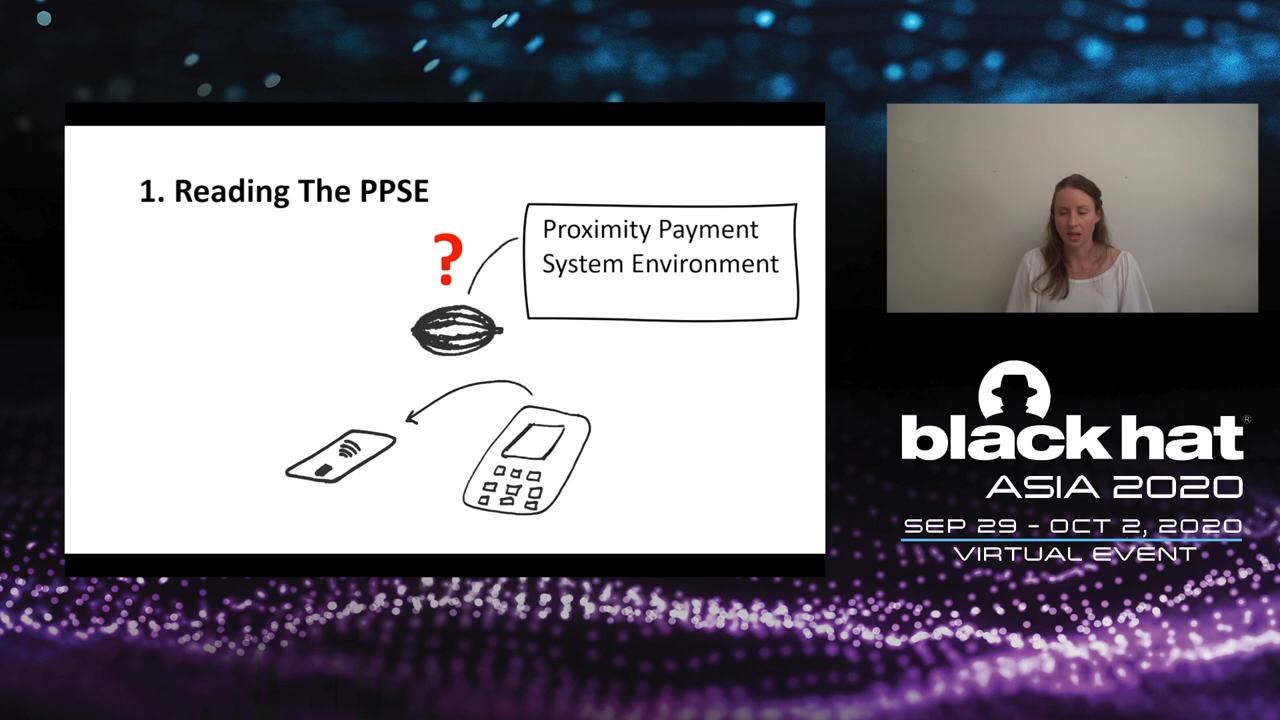 1. Reading The PPSE
?
Proximity Payment
System Environment
black hat®
ASIA 2020
SEP 29 - OCT 2, 2020
VIRTUAL EVENT